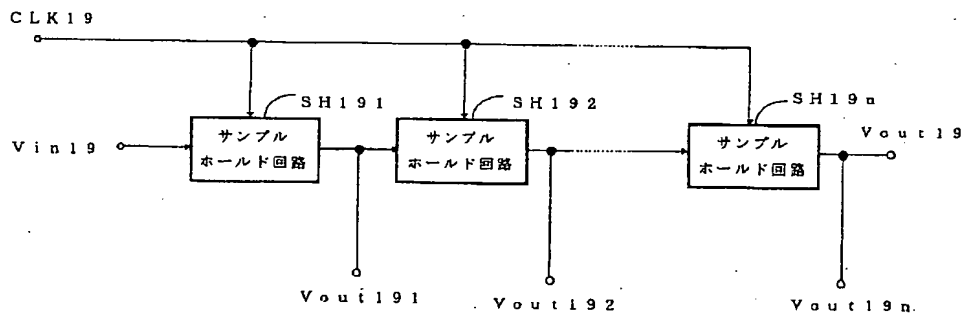 CLK19
SH191
SH192
SH19n
サンプル
ホールド回路
サンプル
ホールド回路
サンプル
ホールド回路
Vin19
Vout19
Vout191
Vout192
Vout19n